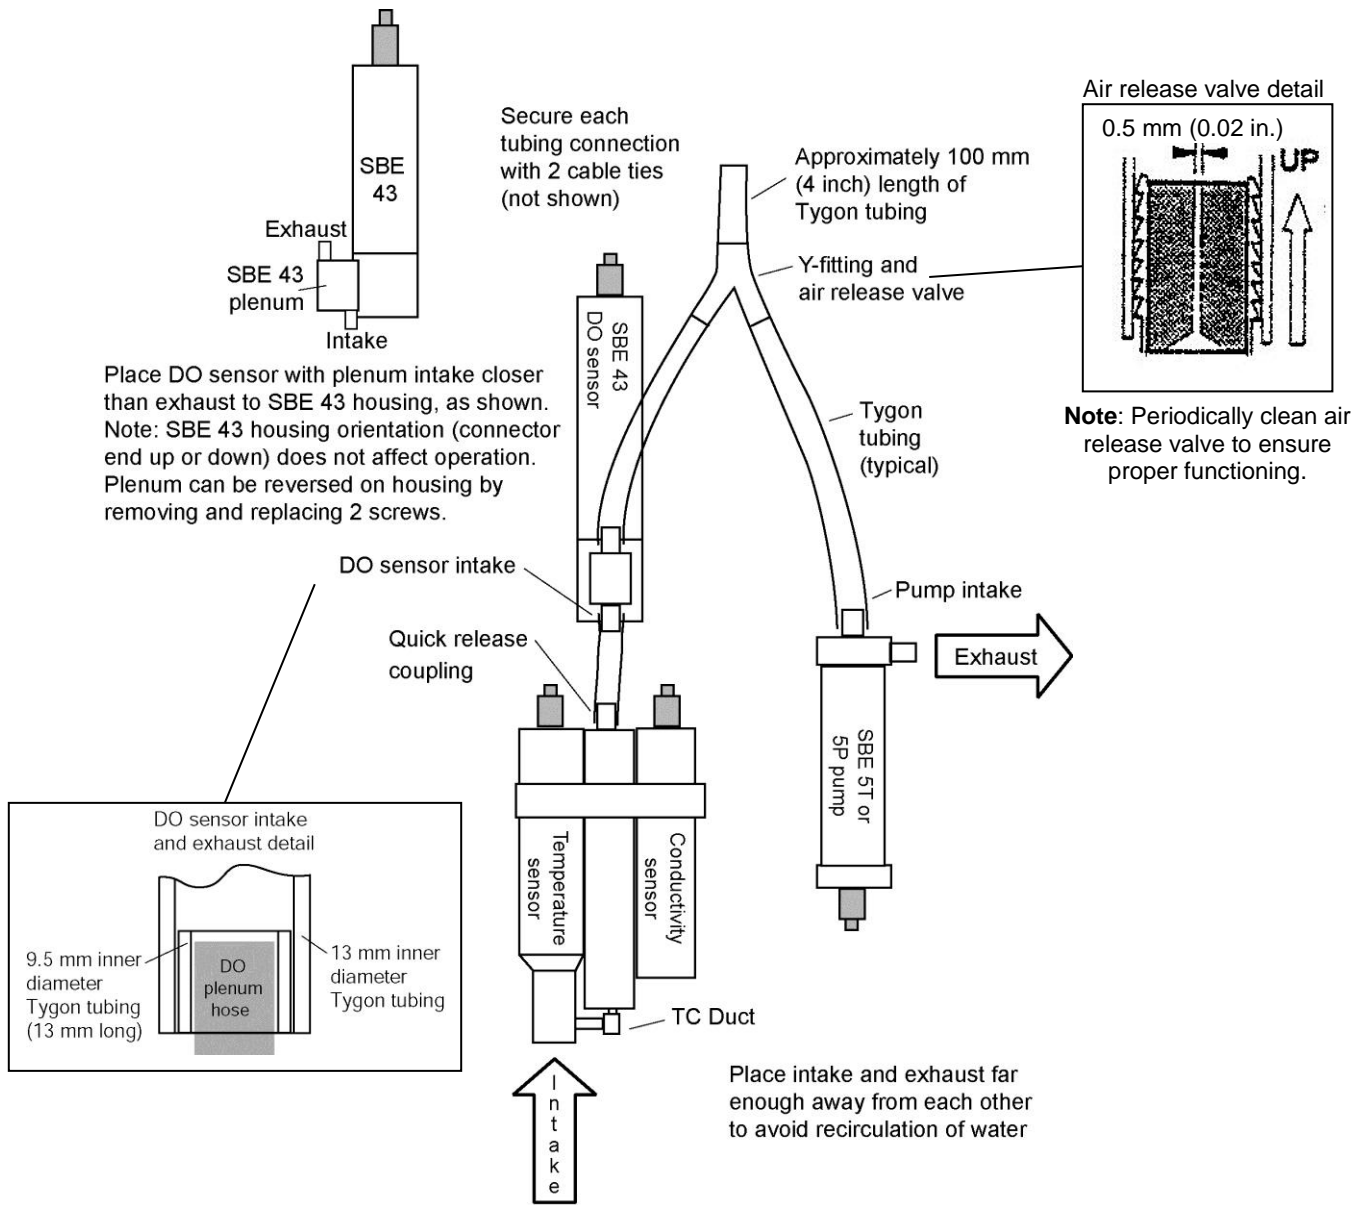 SBE
43
Exhaust
SBE 43
plenum
Intake
Secure each
tubing connection
with 2 cable ties
(not shown)
Approximately 100 mm
(4 inch) length of
Tygon tubing
Y-fitting and
air release valve
Air release valve detail
0.5 mm (0.02 in.)
UP
Note: Periodically clean air
release valve to ensure
proper functioning.
Place DO sensor with plenum intake closer
than exhaust to SBE 43 housing, as shown.
Note: SBE 43 housing orientation (connector
end up or down) does not affect operation.
Plenum can be reversed on housing by
removing and replacing 2 screws.
SBE 43
DO sensor
Tygon
tubing
(typical)
DO sensor intake
Quick release
coupling
Pump intake
Exhaust
SBE 5T or
5P pump
Temperature
sensor
Conductivity
sensor
TC Duct
DO sensor intake
and exhaust detail
9.5 mm inner
diameter
Tygon tubing
(13 mm long)
DO
plenum
hose
13 mm inner
diameter
Tygon tubing
Intake
Place intake and exhaust far
enough away from each other
to avoid recirculation of water